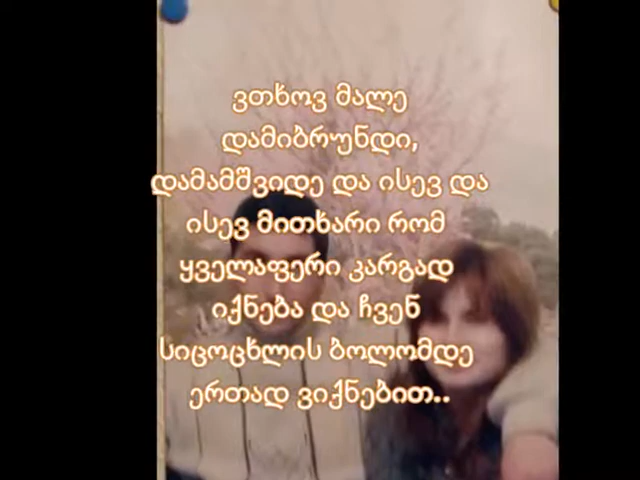 ვთხოვ მალე
დამიბრუნდი,
დამამშვიდე და ისევ და
ისევ მითხარი რომ
ყველაფერი კარგად
იქნება და ჩვენ
სიცოცხლის ბოლომდე
ერთად ვიქნებით..